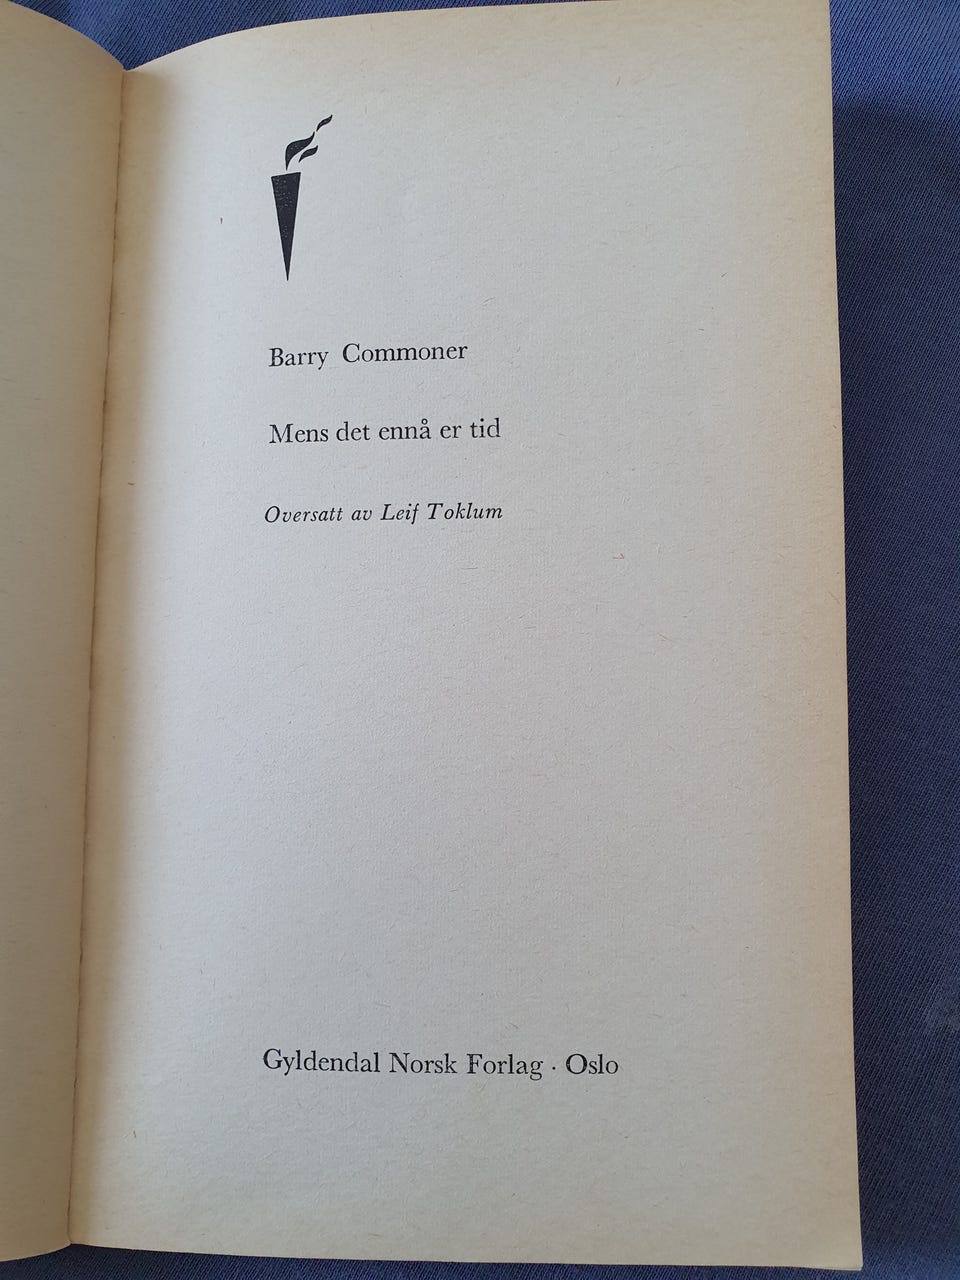 Barry Commoner
Mens det ennå er tid
Oversatt av Leif Toklum
Gyldendal Norsk Forlag · Oslo